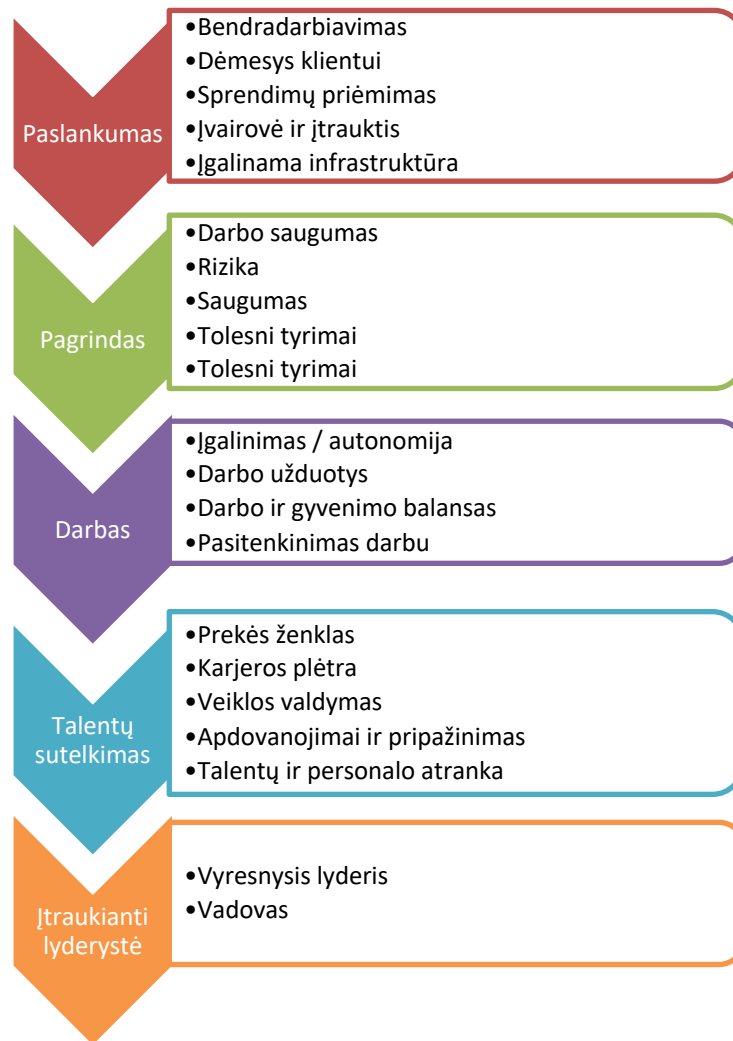 Paslankumas
•Bendradarbiavimas
•Dėmesys klientui
•Sprendimų priėmimas
•Įvairovė ir įtrauktis
•Įgalinama infrastruktūra
Pagrindas
•Darbo saugumas
•Rizika
•Saugumas
•Tolesni tyrimai
•Tolesni tyrimai
Darbas
•Įgalinimas / autonomija
•Darbo užduotys
•Darbo ir gyvenimo balansas
•Pasitenkinimas darbu
Talentų
sutelkimas
•Prekės ženklas
•Karjeros plėtra
•Veiklos valdymas
•Apdovanojimai ir pripažinimas
•Talentų ir personalo atranka
Įtraukianti
lyderystė
•Vyresnysis lyderis
•Vadovas